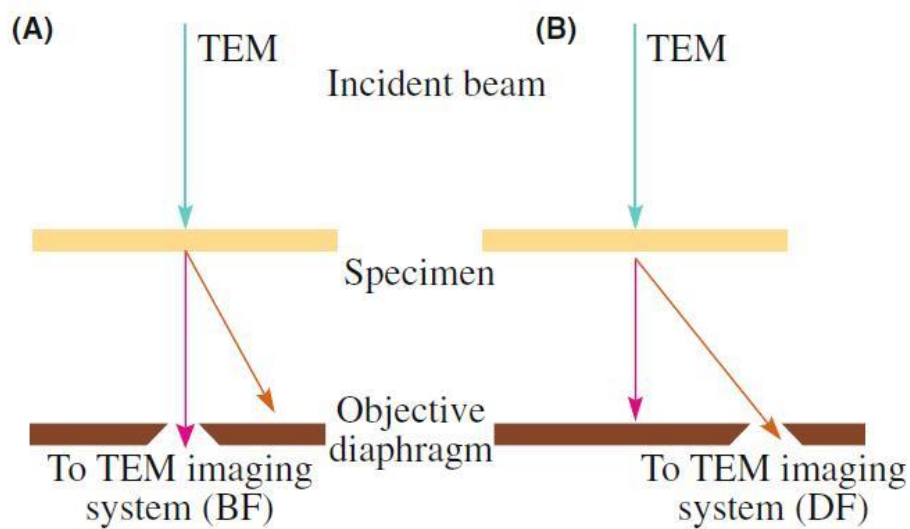 (A)
TEM
(B)
TEM
Incident beam
Specimen
Objective
diaphragm
To TEM imaging
system (BF)
To TEM imaging
system (DF)